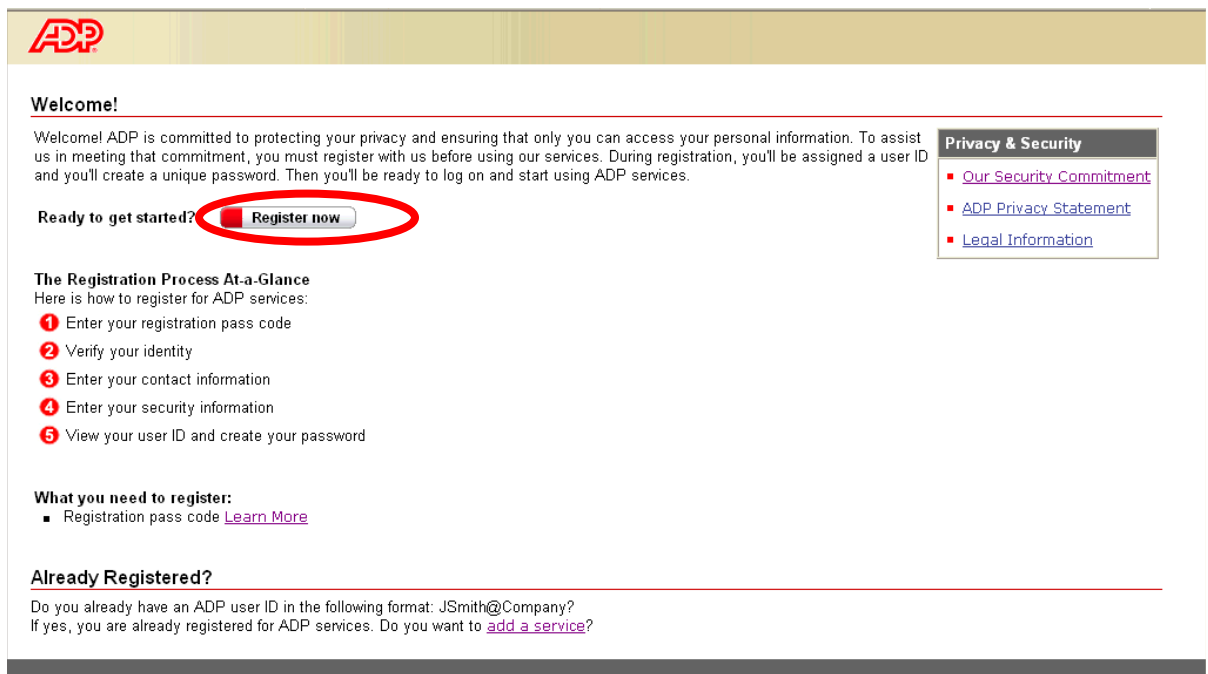 ADP
Welcome!
Welcome! ADP is committed to protecting your privacy and ensuring that only you can access your personal information. To assist
us in meeting that commitment, you must register with us before using our services. During registration, you'll be assigned a user ID
and you'll create a unique password. Then you'll be ready to log on and start using ADP services.
Ready to get started? Register now
Privacy & Security
Our Security Commitment
ADP Privacy Statement
Legal Information
The Registration Process At-a-Glance
Here is how to register for ADP services:
1 Enter your registration pass code
2 Verify your identity
3 Enter your contact information
4 Enter your security information
5 View your user ID and create your password
What you need to register:
Registration pass code Learn More
Already Registered?
Do you already have an ADP user ID in the following format: JSmith@Company?
If yes, you are already registered for ADP services. Do you want to add a service?